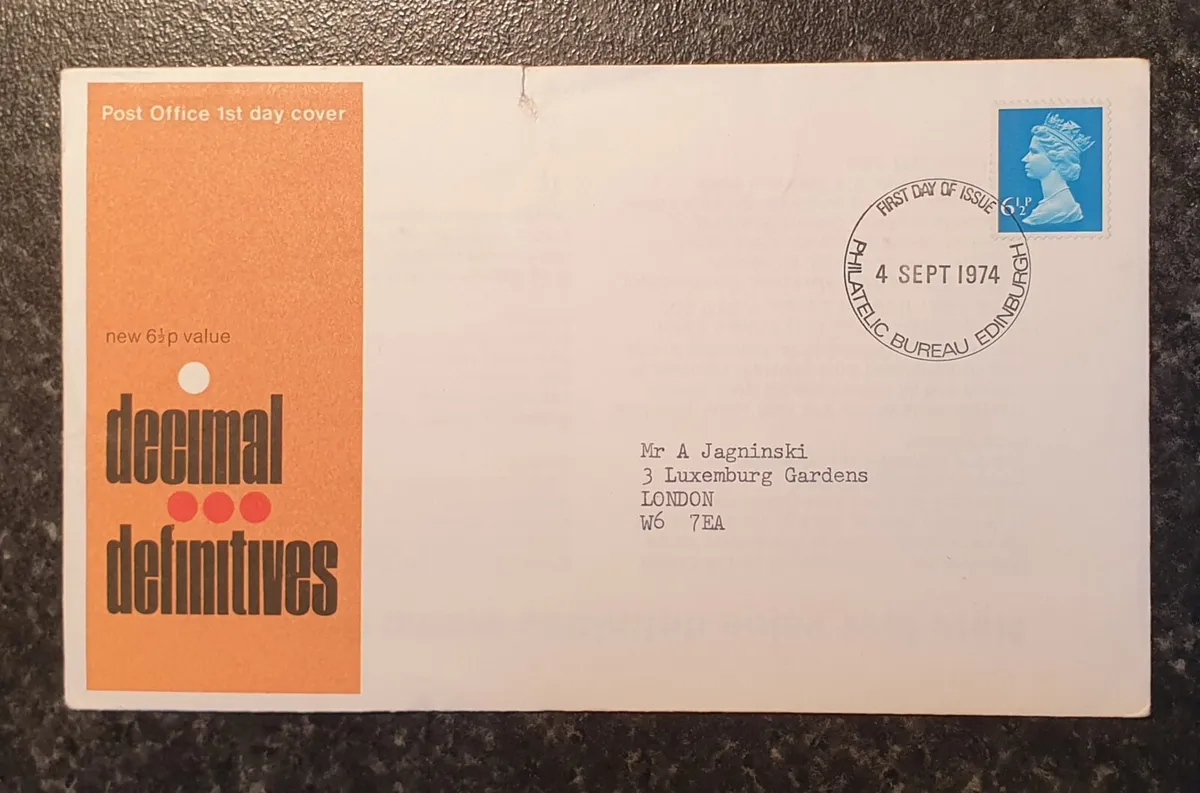 Post Office 1st day cover
new 6½p value
decimal
definitives
6½P
FIRST DAY OF ISSUE
4 SEPT 1974
PHILATELIC BUREAU EDINBURGH
Mr A Jagninski
3 Luxemburg Gardens
LONDON
W6 7EA